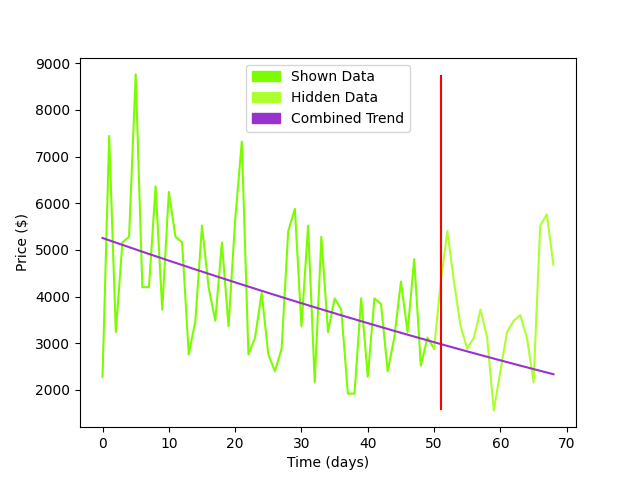 9000
8000
7000
6000
5000
4000
3000
2000
Price ($)
Shown Data
Hidden Data
Combined Trend
0 10 20 30 40 50 60 70
Time (days)